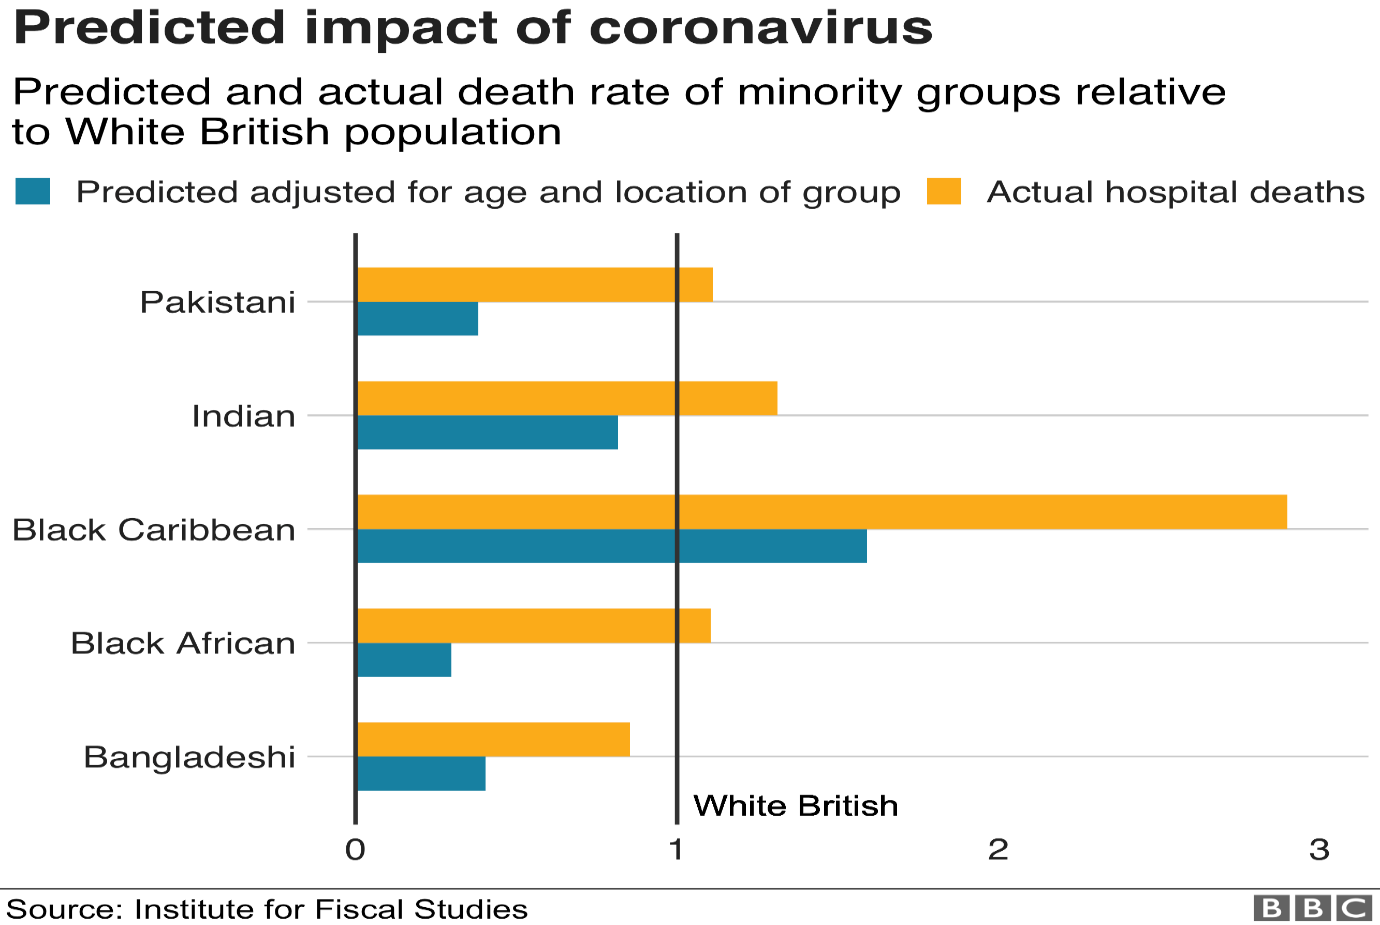 Predicted impact of coronavirus
Predicted and actual death rate of minority groups relative
to White British population
Predicted adjusted for age and location of group Actual hospital deaths
Pakistani
Indian
Black Caribbean
Black African
Bangladeshi
White British
0 1 2 3
Source: Institute for Fiscal Studies BBC